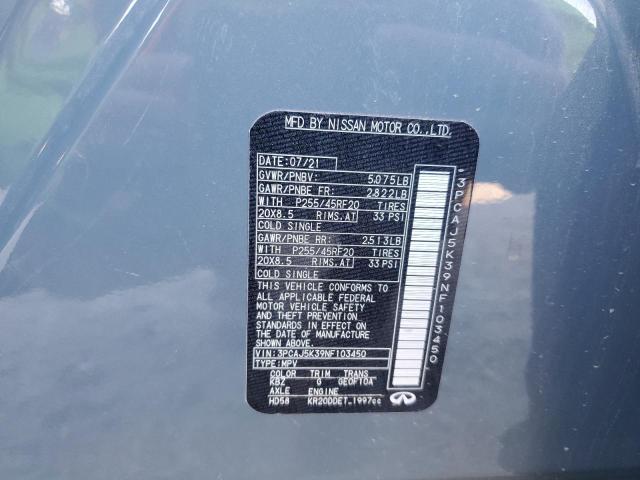 MFD BY NISSAN MOTOR CO.,LTD.
DATE:07/21
GVWR/PNBV: 5,075LB
GAWR/PNBE FR: 2,822LB
WITH P255/45RF20 TIRES
20X8.5 RIMS.AT 33 PSI
COLD SINGLE
GAWR/PNBE RR: 2,513LB
WITH P255/45RF20 TIRES
20X8.5 RIMS.AT 33 PSI
COLD SINGLE
THIS VEHICLE CONFORMS TO
ALL APPLICABLE FEDERAL
MOTOR VEHICLE SAFETY
AND THEFT PREVENTION
STANDARDS IN EFFECT ON
THE DATE OF MANUFACTURE
SHOWN ABOVE.
VIN:3PCAJ5K39NF103450
TYPE:MPV
COLOR TRIM TRANS
KBZ G GEOF10A
AXLE ENGINE
HD58 KR20DDET 1997cc
3PCAJ5K39NF103450